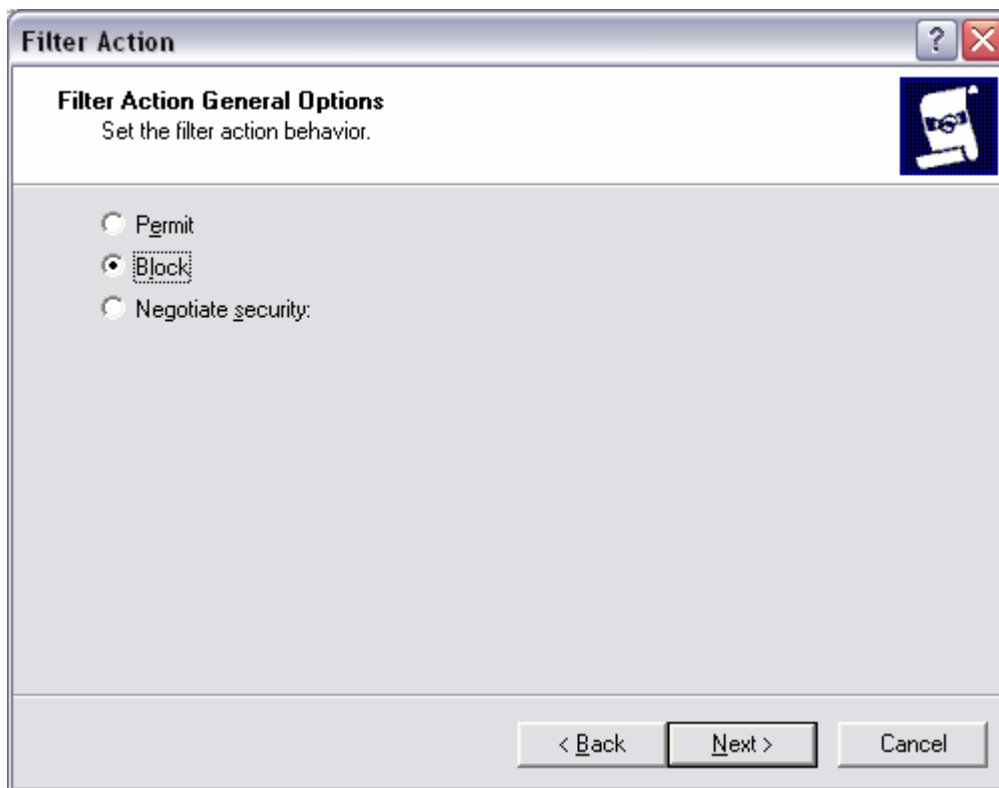 Filter Action
?
Filter Action General Options
Set the filter action behavior.
Permit
Block
Negotiate security:
< Back Next > Cancel